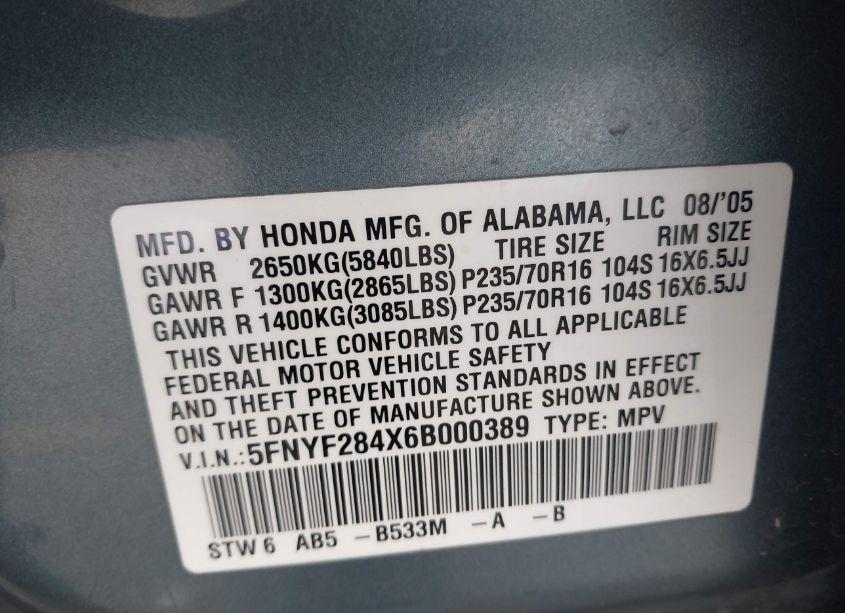 MFD. BY HONDA MFG. OF ALABAMA, LLC 08/'05
GVWR 2650KG(5840LBS) TIRE SIZE RIM SIZE
GAWR F 1300KG(2865LBS) P235/70R16 104S 16X6.5JJ
GAWR R 1400KG(3085LBS) P235/70R16 104S 16X6.5JJ
THIS VEHICLE CONFORMS TO ALL APPLICABLE
FEDERAL MOTOR VEHICLE SAFETY
AND THEFT PREVENTION STANDARDS IN EFFECT
ON THE DATE OF MANUFACTURE SHOWN ABOVE.
V.I.N.:5FNYF284X6B000389 TYPE: MPV
STW 6 AB5 -B533M -A -B